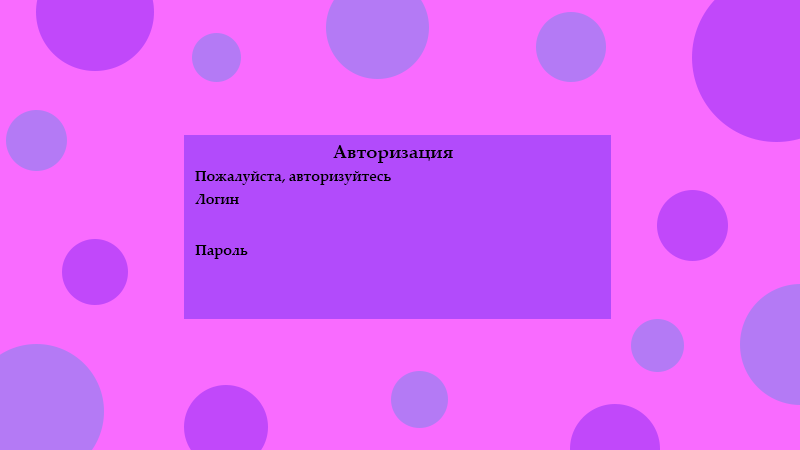 Авторизация
Пожалуйста, авторизуйтесь
Логин
Пароль